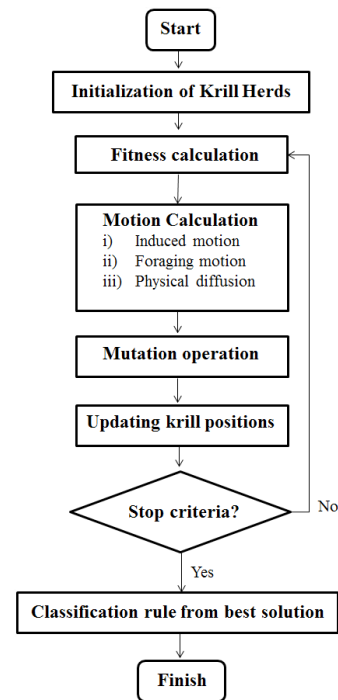 Start
Initialization of Krill Herds
Fitness calculation
Motion Calculation
i) Induced motion
ii) Foraging motion
iii) Physical diffusion
Mutation operation
Updating krill positions
Stop criteria?
No
Yes
Classification rule from best solution
Finish